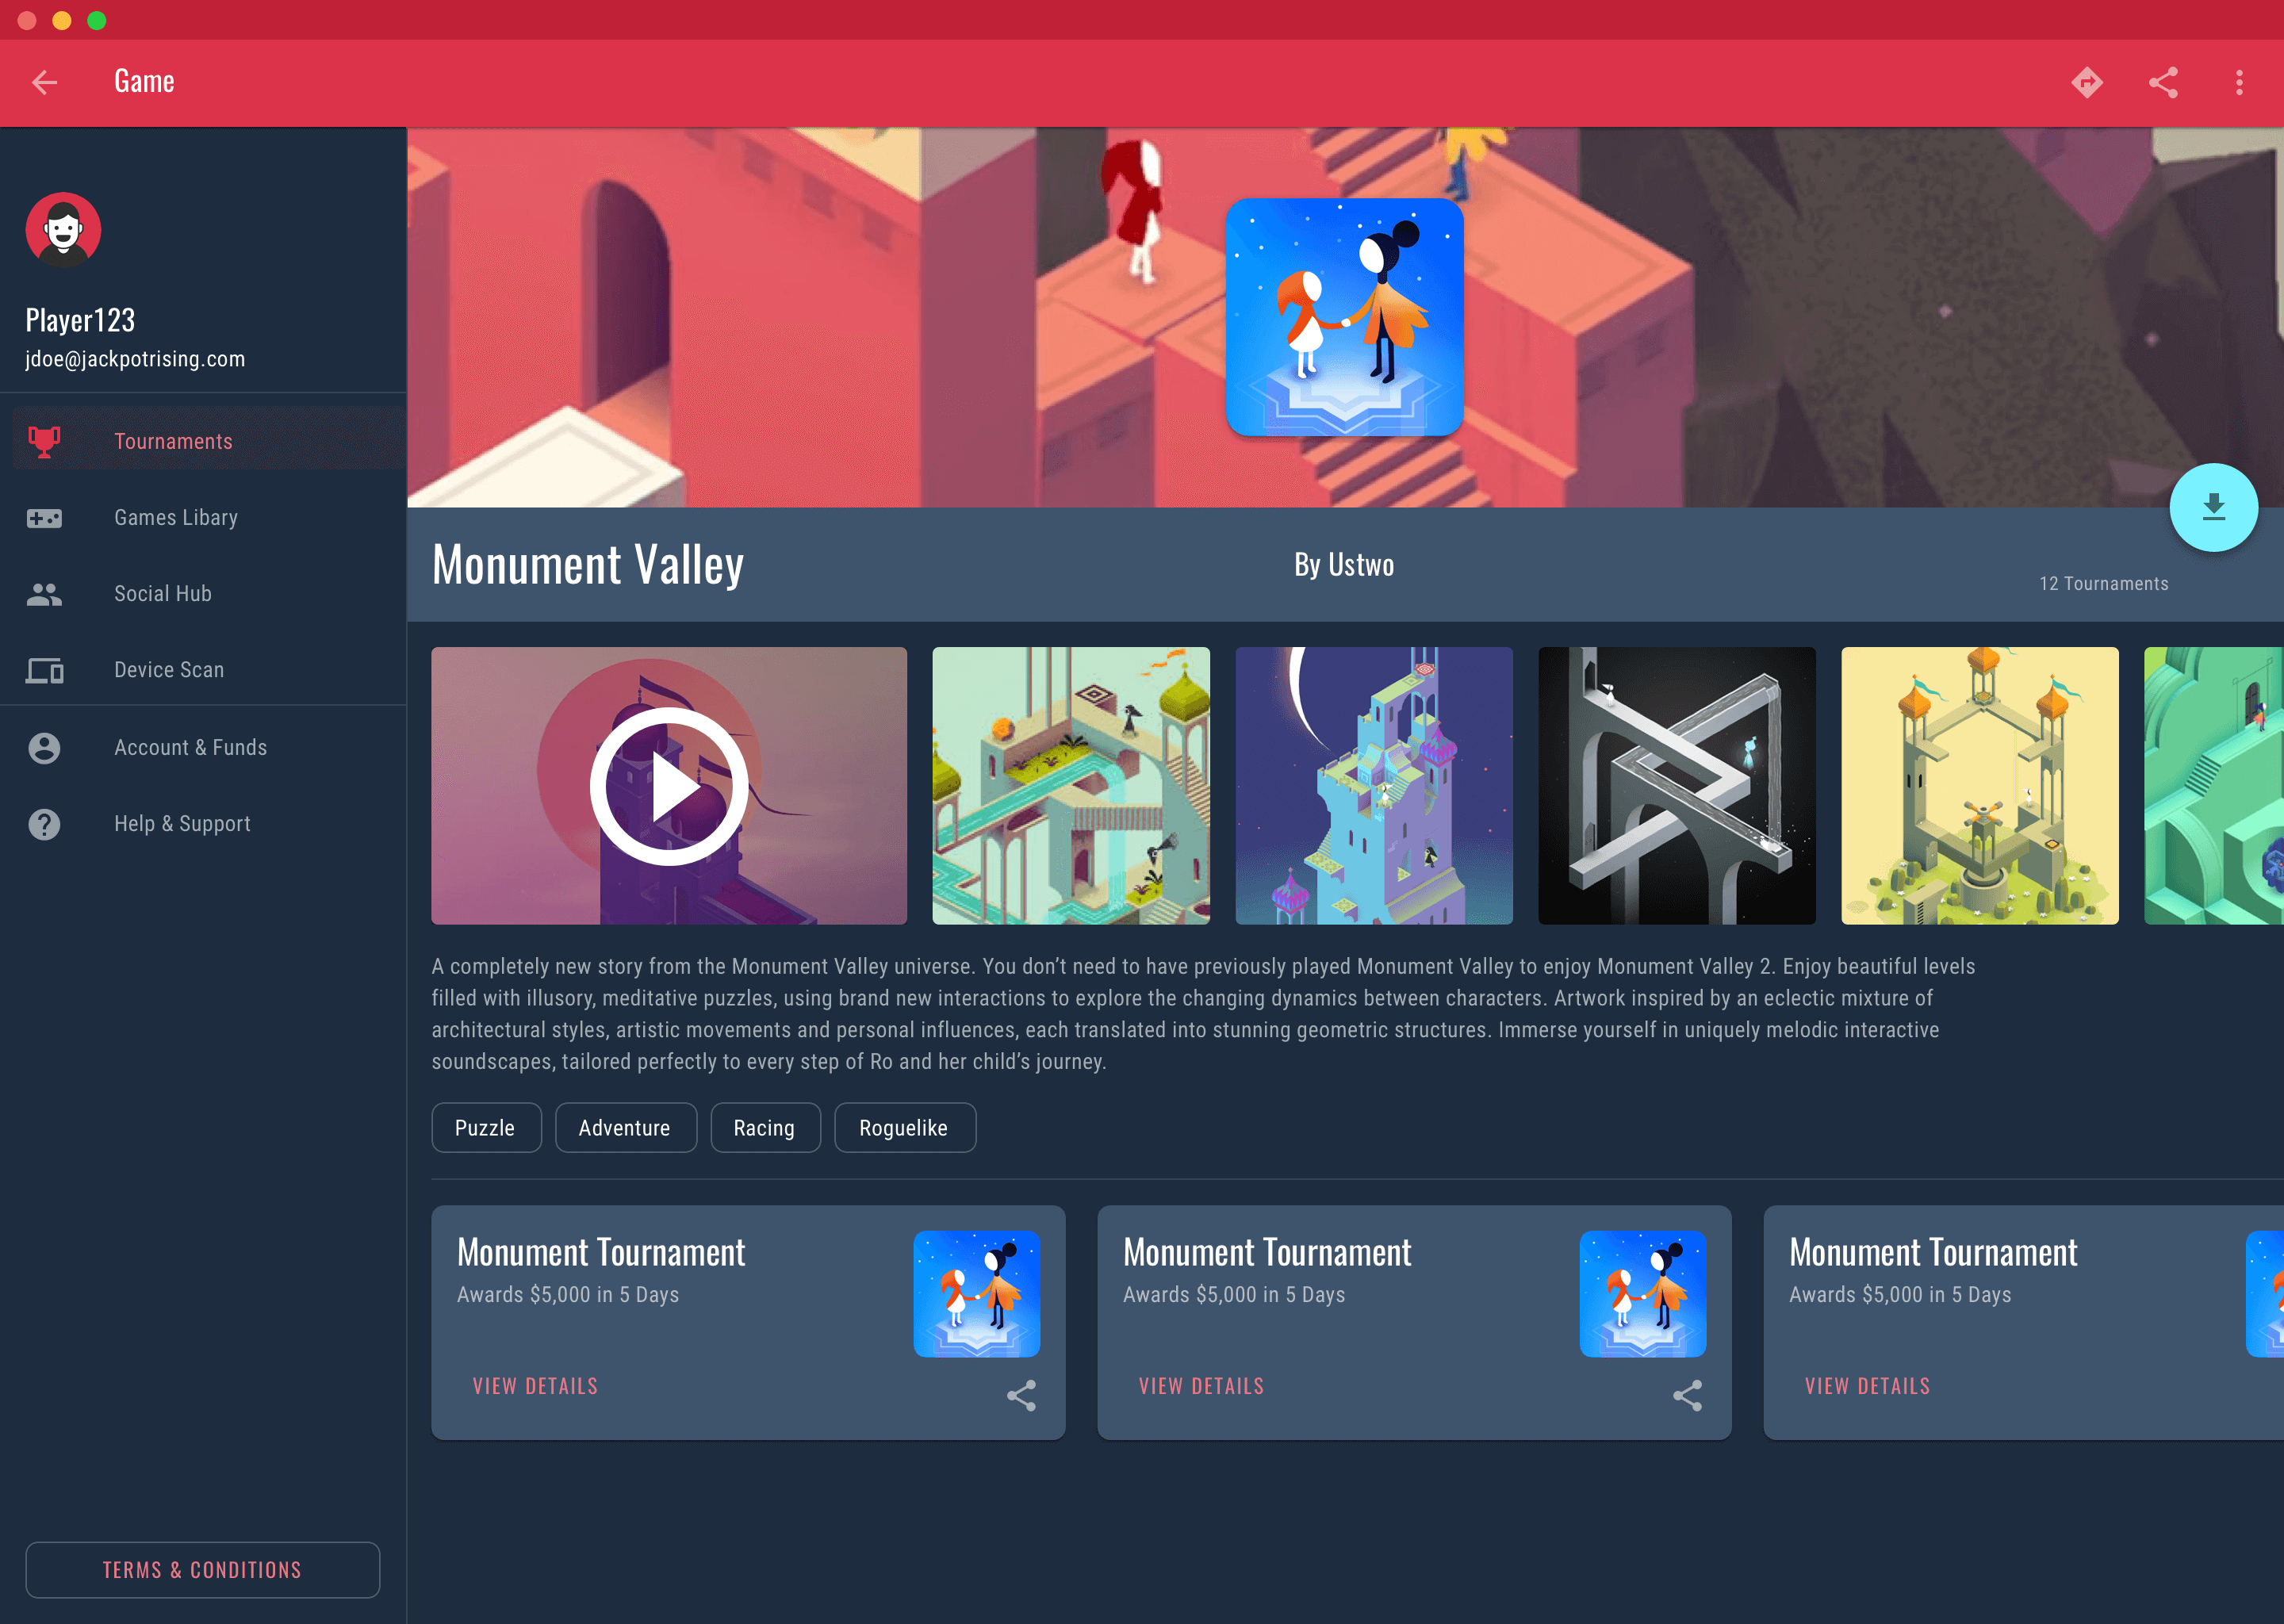 Game
Player123
jdoe@jackpotrising.com
Tournaments
Games Libary
Social Hub
Device Scan
Account & Funds
Help & Support
TERMS & CONDITIONS
Monument Valley
By Ustwo
12 Tournaments
A completely new story from the Monument Valley universe. You don’t need to have previously played Monument Valley to enjoy Monument Valley 2. Enjoy beautiful levels
filled with illusory, meditative puzzles, using brand new interactions to explore the changing dynamics between characters. Artwork inspired by an eclectic mixture of
architectural styles, artistic movements and personal influences, each translated into stunning geometric structures. Immerse yourself in uniquely melodic interactive
soundscapes, tailored perfectly to every step of Ro and her child’s journey.
Puzzle
Adventure
Racing
Roguelike
Monument Tournament
Awards $5,000 in 5 Days
VIEW DETAILS
Monument Tournament
Awards $5,000 in 5 Days
VIEW DETAILS
Monument Tournament
Awards $5,000 in 5 Days
VIEW DETAILS